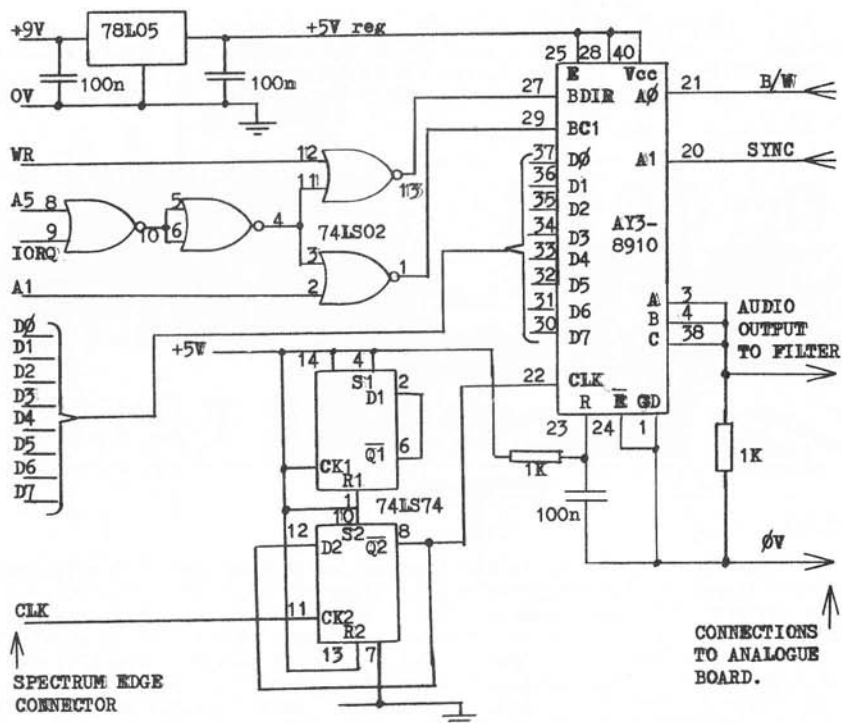 +9V 78L05 +5V reg
100n 100n
0V
25 28 40
E Vcc
27 BDIR AØ 21 B/W
29 BC1
WR 12
11 13
37 DØ A1 20 SYNC
36 D1
35 D2
34 D3 AY3-
33 D4 8910
32 D5
31 D6
30 D7
A5 8 5
10 6 4
9
IORQ
74LS02
3 1
A1 2
A 3
B 4
C 38
AUDIO
OUTPUT
TO FILTER
DØ
D1
D2
D3
D4
D5
D6
D7
+5V
14 4
S1
D1 2
Q1 6
CK1
R1
1
74LS74
10
S2
12 D2 Q2 8
CLK 11 CK2
R2
13 7
22 CLK
R E GD
23 24 1
1K
100n
1K
ØV
SPECTRUM EDGE
CONNECTOR
CONNECTIONS
TO ANALOGUE
BOARD.